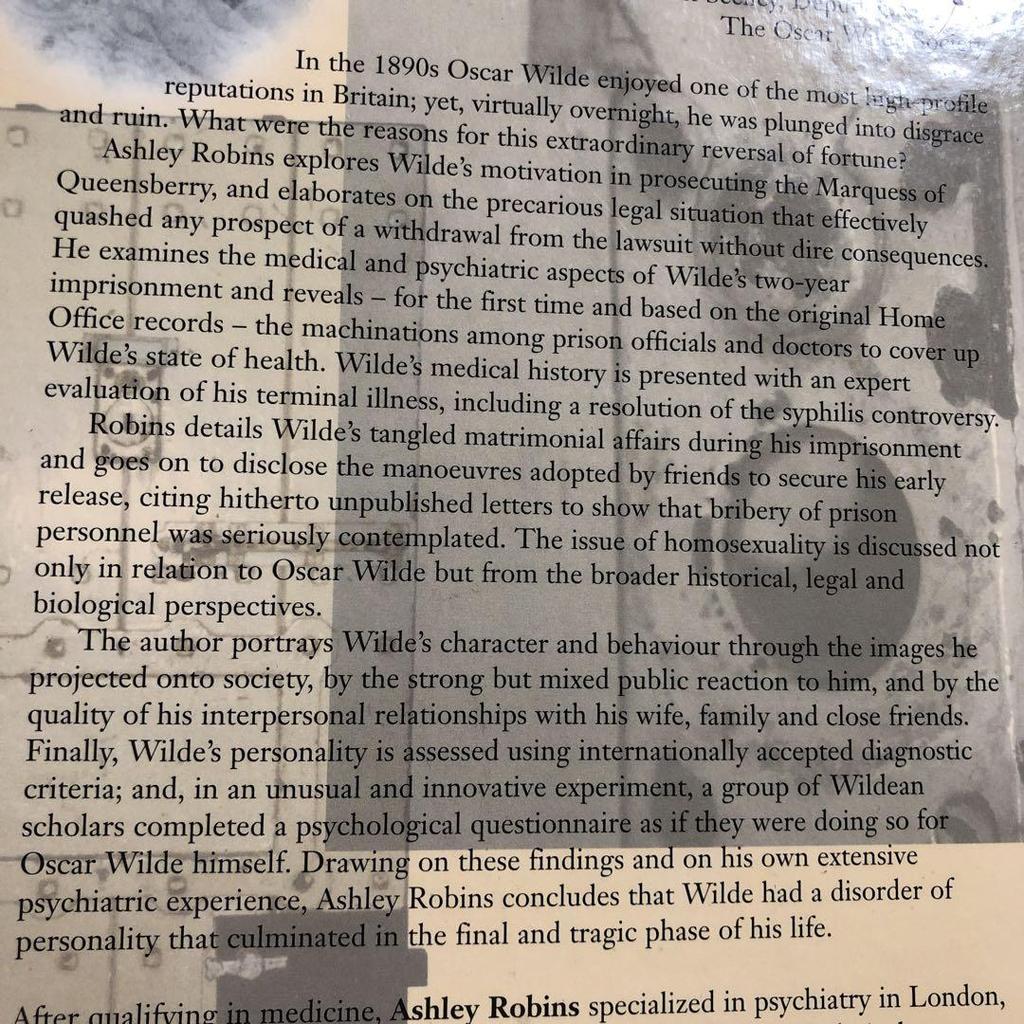 The Oscar Wilde Society
In the 1890s Oscar Wilde enjoyed one of the most high-profile
reputations in Britain; yet, virtually overnight, he was plunged into disgrace
and ruin. What were the reasons for this extraordinary reversal of fortune?
Ashley Robins explores Wilde's motivation in prosecuting the Marquess of
Queensberry, and elaborates on the precarious legal situation that effectively
quashed any prospect of a withdrawal from the lawsuit without dire consequences.
He examines the medical and psychiatric aspects of Wilde's two-year
imprisonment and reveals – for the first time and based on the original Home
Office records – the machinations among prison officials and doctors to cover up
Wilde's state of health. Wilde's medical history is presented with an expert
evaluation of his terminal illness, including a resolution of the syphilis controversy.
Robins details Wilde's tangled matrimonial affairs during his imprisonment
and goes on to disclose the manoeuvres adopted by friends to secure his early
release, citing hitherto unpublished letters to show that bribery of prison
personnel was seriously contemplated. The issue of homosexuality is discussed not
only in relation to Oscar Wilde but from the broader historical, legal and
biological perspectives.
The author portrays Wilde's character and behaviour through the images he
projected onto society, by the strong but mixed public reaction to him, and by the
quality of his interpersonal relationships with his wife, family and close friends.
Finally, Wilde's personality is assessed using internationally accepted diagnostic
criteria; and, in an unusual and innovative experiment, a group of Wildean
scholars completed a psychological questionnaire as if they were doing so for
Oscar Wilde himself. Drawing on these findings and on his own extensive
psychiatric experience, Ashley Robins concludes that Wilde had a disorder of
personality that culminated in the final and tragic phase of his life.
After qualifying in medicine, Ashley Robins specialized in psychiatry in London,